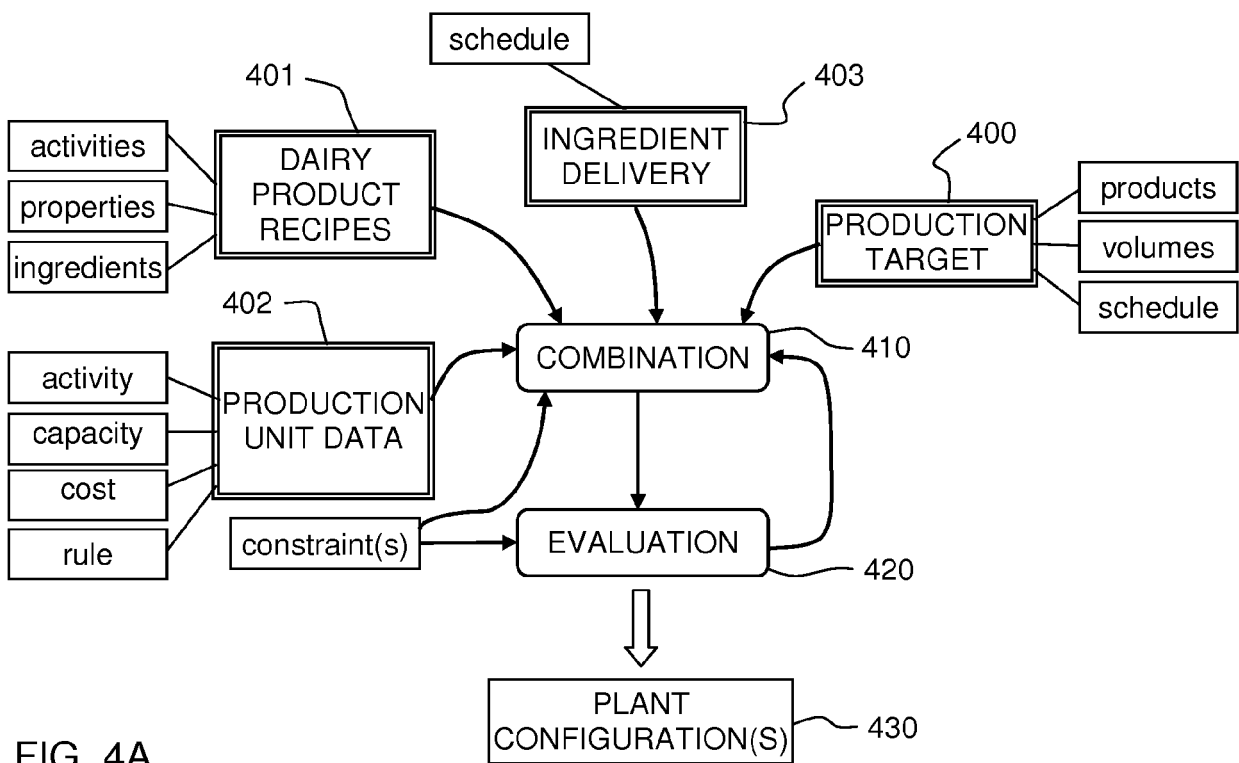 schedule
401
403
activities
DAIRY
PRODUCT
RECIPES
properties
ingredients
INGREDIENT
DELIVERY
400
PRODUCTION
TARGET
products
volumes
schedule
402
activity
capacity
cost
rule
PRODUCTION
UNIT DATA
COMBINATION
410
constraint(s)
EVALUATION
420
PLANT
CONFIGURATION(S)
430
FIG. 4A